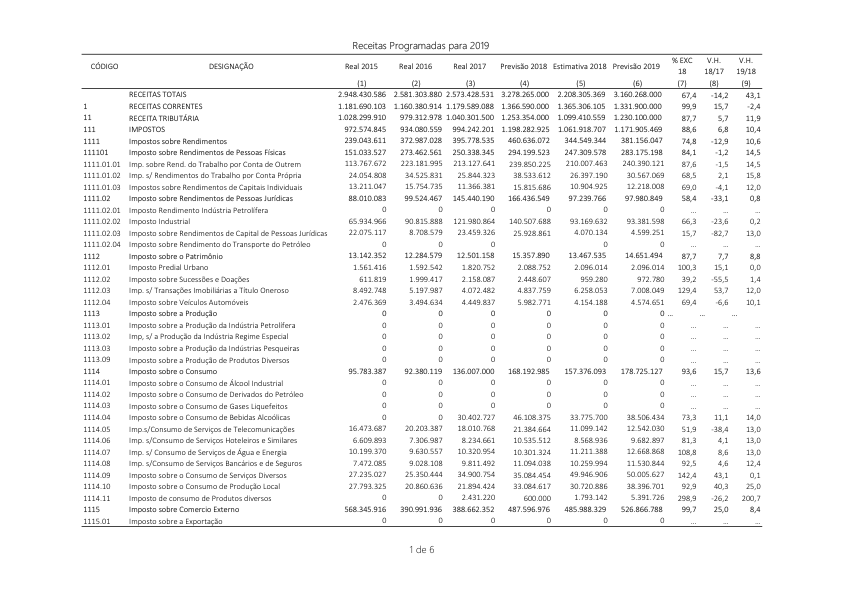 Receitas Programadas para 2019
CÓDIGO DESIGNAÇÃO Real 2015 Real 2016 Real 2017 Previsão 2018 Estimativa 2018 Previsão 2019 % EXC 18 V.H. 18/17 V.H. 19/18
(1) (2) (3) (4) (5) (6) (7) (8) (9)
RECEITAS TOTAIS 2.948.430.586 2.581.303.880 2.573.428.531 3.278.265.000 2.208.305.369 3.160.268.000 67,4 -14,2 43,1
1 RECEITAS CORRENTES 1.181.690.103 1.160.380.914 1.179.589.088 1.366.590.000 1.365.306.105 1.331.900.000 99,9 15,7 -2,4
11 RECEITA TRIBUTÁRIA 1.028.299.910 979.312.978 1.040.301.500 1.253.354.000 1.099.410.559 1.230.100.000 87,7 5,7 11,9
111 IMPOSTOS 972.574.845 934.080.559 994.242.201 1.198.282.925 1.061.918.707 1.171.905.469 88,6 6,8 10,4
1111 Impostos sobre Rendimentos 239.043.611 372.987.028 395.778.535 460.636.072 344.549.344 381.156.047 74,8 -12,9 10,6
111101 Impostos sobre Rendimentos de Pessoas Físicas 151.033.527 273.462.561 250.338.345 294.199.523 247.309.578 283.175.198 84,1 -1,2 14,5
1111.01.01 Imp. sobre Rend. do Trabalho por Conta de Outrem 113.767.672 223.181.995 213.127.641 239.850.225 210.007.463 240.390.121 87,6 -1,5 14,5
1111.01.02 Imp. s/ Rendimentos do Trabalho por Conta Própria 24.054.808 34.525.831 25.844.323 38.533.612 26.397.190 30.567.069 68,5 2,1 15,8
1111.01.03 Impostos sobre Rendimentos de Capitais Individuais 13.211.047 15.754.735 11.366.381 15.815.686 10.904.925 12.218.008 69,0 -4,1 12,0
1111.02 Imposto sobre Rendimentos de Pessoas Jurídicas 88.010.083 99.524.467 145.440.190 166.436.549 97.239.766 97.980.849 58,4 -33,1 0,8
1111.02.01 Imposto Rendimento Indústria Petrolífera 0 0 0 0 0 0 ... ... ...
1111.02.02 Imposto Industrial 65.934.966 90.815.888 121.980.864 140.507.688 93.169.632 93.381.598 66,3 -23,6 0,2
1111.02.03 Imposto sobre Rendimentos de Capital de Pessoas Jurídicas 22.075.117 8.708.579 23.459.326 25.928.861 4.070.134 4.599.251 15,7 -82,7 13,0
1111.02.04 Imposto sobre Rendimento do Transporte do Petróleo 0 0 0 0 0 0 ... ... ...
1112 Imposto sobre o Patrimônio 13.142.352 12.284.579 12.501.158 15.357.890 13.467.535 14.651.494 87,7 7,7 8,8
1112.01 Imposto Predial Urbano 1.561.416 1.592.542 1.820.752 2.088.752 2.096.014 2.096.014 100,3 15,1 0,0
1112.02 Imposto sobre Sucessões e Doações 611.819 1.999.417 2.158.087 2.448.607 959.280 972.780 39,2 -55,5 1,4
1112.03 Imp. s/ Transações Imobiliárias a Título Oneroso 8.492.748 5.197.987 4.072.482 4.837.759 6.258.053 7.008.049 129,4 53,7 12,0
1112.04 Imposto sobre Veículos Automóveis 2.476.369 3.494.634 4.449.837 5.982.771 4.154.188 4.574.651 69,4 -6,6 10,1
1113 Imposto sobre a Produção 0 0 0 0 0 0 ... ... ...
1113.01 Imposto sobre a Produção da Indústria Petrolífera 0 0 0 0 0 0 ... ... ...
1113.02 Imp, s/ a Produção da Indústria Regime Especial 0 0 0 0 0 0 ... ... ...
1113.03 Imposto sobre a Produção da Indústrias Pesqueiras 0 0 0 0 0 0 ... ... ...
1113.09 Imposto sobre a Produção de Produtos Diversos 0 0 0 0 0 0 ... ... ...
1114 Imposto sobre o Consumo 95.783.387 92.380.119 136.007.000 168.192.985 157.376.093 178.725.127 93,6 15,7 13,6
1114.01 Imposto sobre o Consumo de Álcool Industrial 0 0 0 0 0 0 ... ... ...
1114.02 Imposto sobre o Consumo de Derivados do Petróleo 0 0 0 0 0 0 ... ... ...
1114.03 Imposto sobre o Consumo de Gases Liquefeitos 0 0 0 0 0 0 ... ... ...
1114.04 Imposto sobre o Consumo de Bebidas Alcoólicas 0 0 30.402.727 46.108.375 33.775.700 38.506.434 73,3 11,1 14,0
1114.05 Imp.s/Consumo de Serviços de Telecomunicações 16.473.687 20.203.387 18.010.768 21.384.664 11.099.142 12.542.030 51,9 -38,4 13,0
1114.06 Imp. s/Consumo de Serviços Hoteleiros e Similares 6.609.893 7.306.987 8.234.661 10.535.512 8.568.936 9.682.897 81,3 4,1 13,0
1114.07 Imp. s/ Consumo de Serviços de Água e Energia 10.199.370 9.630.557 10.320.954 10.301.324 11.211.388 12.668.868 108,8 8,6 13,0
1114.08 Imp. s/Consumo de Serviços Bancários e de Seguros 7.472.085 9.028.108 9.811.492 11.094.038 10.259.994 11.530.844 92,5 4,6 12,4
1114.09 Imposto sobre o Consumo de Serviços Diversos 27.235.027 25.350.444 34.900.754 35.084.454 49.946.906 50.005.627 142,4 43,1 0,1
1114.10 Imposto sobre o Consumo de Produção Local 27.793.325 20.860.636 21.894.424 33.084.617 30.720.886 38.396.701 92,9 40,3 25,0
1114.11 Imposto de consumo de Produtos diversos 0 0 2.431.220 600.000 1.793.142 5.391.726 298,9 -26,2 200,7
1115 Imposto sobre Comercio Externo 568.345.916 390.991.936 388.662.352 487.596.976 485.988.329 526.866.788 99,7 25,0 8,4
1115.01 Imposto sobre a Exportação 0 0 0 0 0 0 ... ... ...
1 de 6